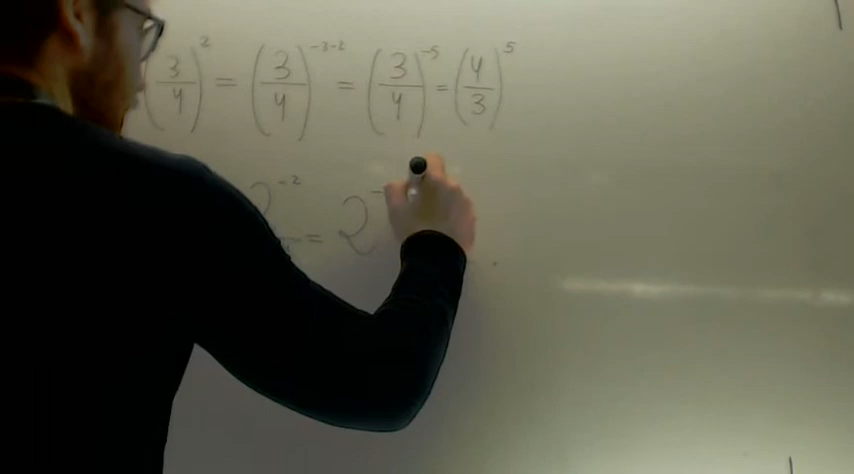 (3/4)² = (3/4)⁻³⁻² = (3/4)⁻⁵ = (4/3)⁵
2⁻² = 2⁻